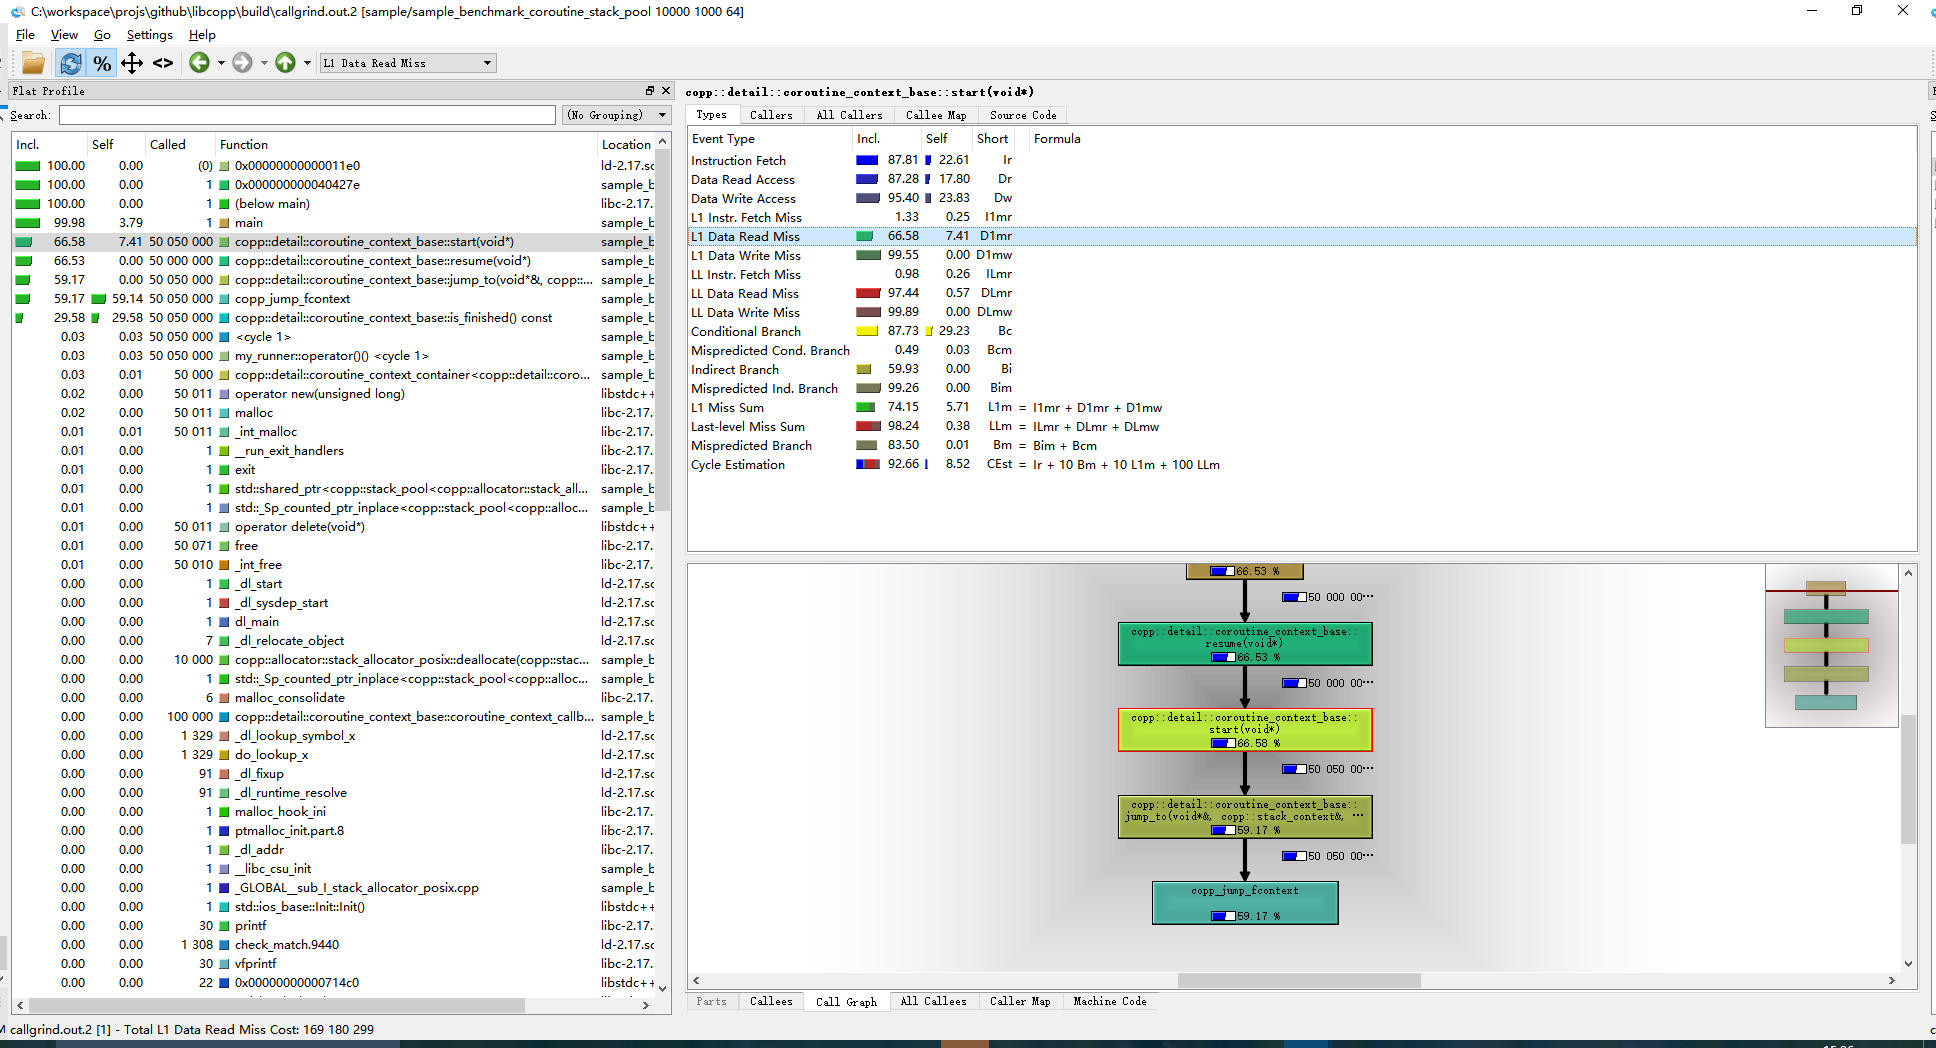 C:\workspace\projs\github\libcopp\build\callgrind.out.2 [sample/sample_benchmark_coroutine_stack_pool 10000 1000 64]
File View Go Settings Help
% <> L1 Data Read Miss
Flat Profile
Search: (No Grouping)
Incl. Self Called Function Location
100.00 0.00 (0) 0x00000000000011e0 ld-2.17.sc
100.00 0.00 1 0x000000000040427e sample_b
100.00 0.00 1 (below main) libc-2.17.
99.98 3.79 1 main sample_b
66.58 7.41 50 050 000 copp::detail::coroutine_context_base::start(void*) sample_b
66.53 0.00 50 000 000 copp::detail::coroutine_context_base::resume(void*) sample_b
59.17 0.00 50 050 000 copp::detail::coroutine_context_base::jump_to(void*&, copp::... sample_b
59.17 59.14 50 050 000 copp_jump_fcontext sample_b
29.58 29.58 50 050 000 copp::detail::coroutine_context_base::is_finished() const sample_b
0.03 0.03 50 050 000 <cycle 1> sample_b
0.03 0.03 50 050 000 my_runner::operator()() <cycle 1> sample_b
0.03 0.01 50 000 copp::detail::coroutine_context_container<copp::detail::coro... sample_b
0.02 0.00 50 011 operator new(unsigned long) libstdc++
0.02 0.00 50 011 malloc libc-2.17.
0.01 0.01 50 011 _int_malloc libc-2.17.
0.01 0.00 1 __run_exit_handlers libc-2.17.
0.01 0.00 1 exit libc-2.17.
0.01 0.00 1 std::shared_ptr<copp::stack_pool<copp::allocator::stack_all... sample_b
0.01 0.00 1 std::_Sp_counted_ptr_inplace<copp::stack_pool<copp::alloc... sample_b
0.01 0.00 50 011 operator delete(void*) libstdc++
0.01 0.00 50 071 free libc-2.17.
0.01 0.00 50 010 _int_free libc-2.17.
0.00 0.00 1 _dl_start ld-2.17.sc
0.00 0.00 1 _dl_sysdep_start ld-2.17.sc
0.00 0.00 1 dl_main ld-2.17.sc
0.00 0.00 7 _dl_relocate_object ld-2.17.sc
0.00 0.00 10 000 copp::allocator::stack_allocator_posix::deallocate(copp::stac... sample_b
0.00 0.00 1 std::_Sp_counted_ptr_inplace<copp::stack_pool<copp::alloc... sample_b
0.00 0.00 6 malloc_consolidate libc-2.17.
0.00 0.00 100 000 copp::detail::coroutine_context_base::coroutine_context_callb... sample_b
0.00 0.00 1 329 _dl_lookup_symbol_x ld-2.17.sc
0.00 0.00 1 329 do_lookup_x ld-2.17.sc
0.00 0.00 91 _dl_fixup ld-2.17.sc
0.00 0.00 91 _dl_runtime_resolve ld-2.17.sc
0.00 0.00 1 malloc_hook_ini libc-2.17.
0.00 0.00 1 ptmalloc_init.part.8 libc-2.17.
0.00 0.00 1 _dl_addr libc-2.17.
0.00 0.00 1 __libc_csu_init sample_b
0.00 0.00 1 _GLOBAL__sub_I_stack_allocator_posix.cpp sample_b
0.00 0.00 1 std::ios_base::Init::Init() libstdc++
0.00 0.00 30 printf libc-2.17.
0.00 0.00 1 308 check_match.9440 ld-2.17.sc
0.00 0.00 30 vfprintf libc-2.17.
0.00 0.00 22 0x00000000000714c0 libstdc++
callgrind.out.2 [1] - Total L1 Data Read Miss Cost: 169 180 299
copp::detail::coroutine_context_base::start(void*)
Types Callers All Callers Callee Map Source Code
Event Type Incl. Self Short Formula
Instruction Fetch 87.81 22.61 Ir
Data Read Access 87.28 17.80 Dr
Data Write Access 95.40 23.83 Dw
L1 Instr. Fetch Miss 1.33 0.25 I1mr
L1 Data Read Miss 66.58 7.41 D1mr
L1 Data Write Miss 99.55 0.00 D1mw
LL Instr. Fetch Miss 0.98 0.26 ILmr
LL Data Read Miss 97.44 0.57 DLmr
LL Data Write Miss 99.89 0.00 DLmw
Conditional Branch 87.73 29.23 Bc
Mispredicted Cond. Branch 0.49 0.03 Bcm
Indirect Branch 59.93 0.00 Bi
Mispredicted Ind. Branch 99.26 0.00 Bim
L1 Miss Sum 74.15 5.71 L1m = I1mr + D1mr + D1mw
Last-level Miss Sum 98.24 0.38 LLm = ILmr + DLmr + DLmw
Mispredicted Branch 83.50 0.01 Bm = Bim + Bcm
Cycle Estimation 92.66 8.52 CEst = Ir + 10 Bm + 10 L1m + 100 LLm
66.53 %
50 000 00...
copp::detail::coroutine_context_base::
resume(void*)
66.53 %
50 000 00...
copp::detail::coroutine_context_base::
start(void*)
66.58 %
50 050 00...
copp::detail::coroutine_context_base::
jump_to(void*&, copp::stack_context&, ...
59.17 %
50 050 00...
copp_jump_fcontext
59.17 %
Parts Callees Call Graph All Callees Caller Map Machine Code